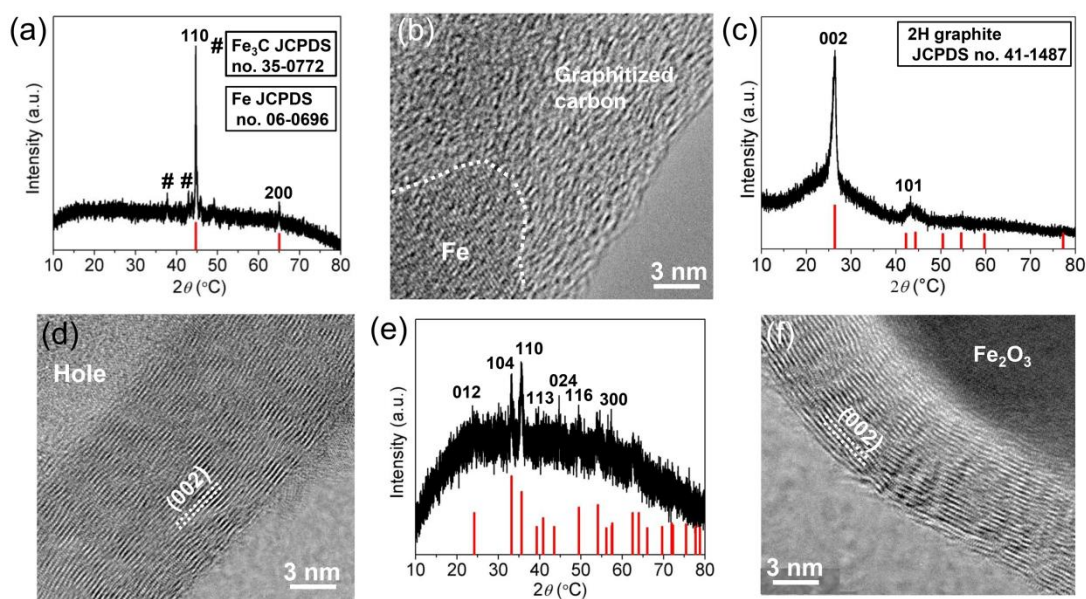 (a)
110
#
Fe₃C JCPDS
no. 35-0772
Fe JCPDS
no. 06-0696
# #
200
Intensity (a.u.)
10 20 30 40 50 60 70 80
2θ (°C)
(b)
Graphitized
carbon
Fe
3 nm
(c)
002
2H graphite
JCPDS no. 41-1487
101
Intensity (a.u.)
10 20 30 40 50 60 70 80
2θ (°C)
(d)
Hole
(002)
3 nm
(e)
110
104
012
024
113 116 300
Intensity (a.u.)
10 20 30 40 50 60 70 80
2θ (°C)
(f)
Fe₂O₃
(002)
3 nm